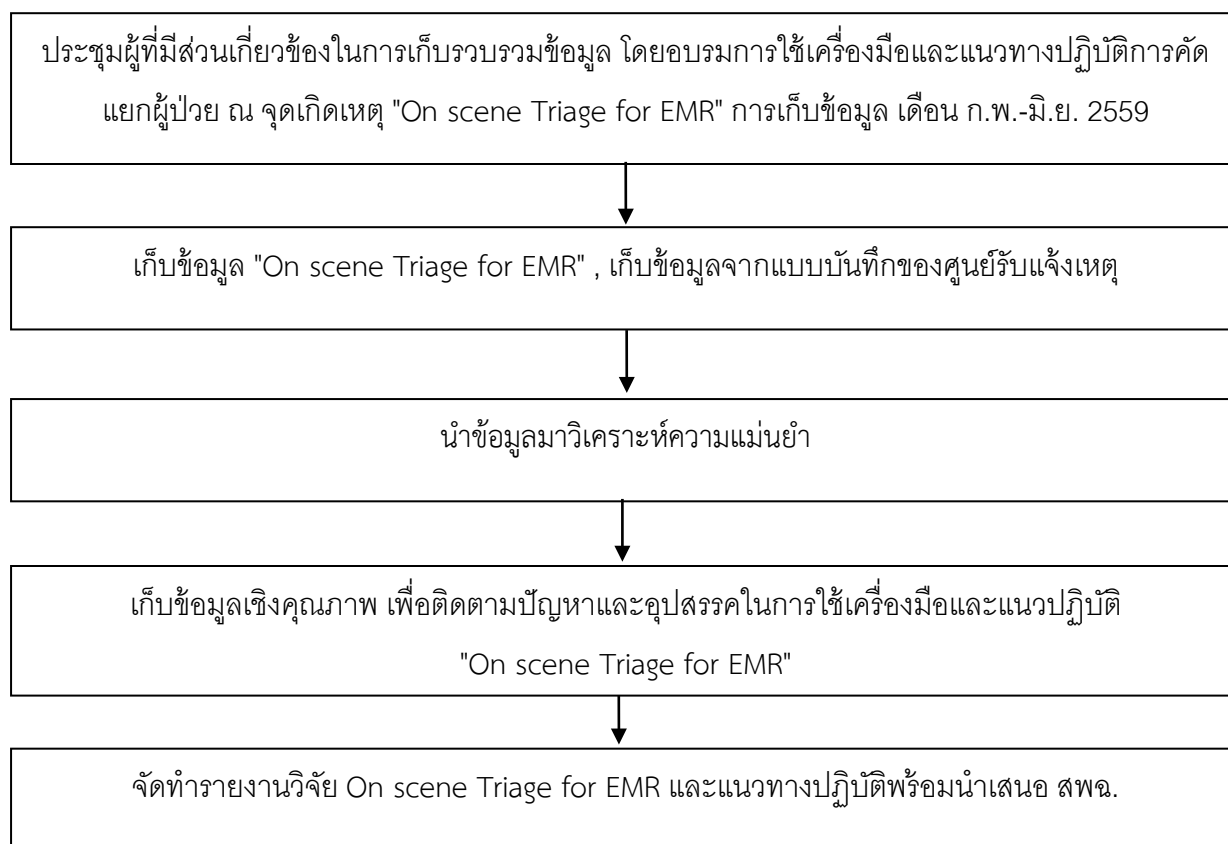 ประชุมผู้ที่มีส่วนเกี่ยวข้องในการเก็บรวบรวมข้อมูล โดยอบรมการใช้เครื่องมือและแนวทางปฏิบัติการคัด
แยกผู้ป่วย ณ จุดเกิดเหตุ "On scene Triage for EMR" การเก็บข้อมูล เดือน ก.พ.-มิ.ย. 2559
เก็บข้อมูล "On scene Triage for EMR" , เก็บข้อมูลจากแบบบันทึกของศูนย์รับแจ้งเหตุ
นำข้อมูลมาวิเคราะห์ความแม่นยำ
เก็บข้อมูลเชิงคุณภาพ เพื่อติดตามปัญหาและอุปสรรคในการใช้เครื่องมือและแนวปฏิบัติ
"On scene Triage for EMR"
จัดทำรายงานวิจัย On scene Triage for EMR และแนวทางปฏิบัติพร้อมนำเสนอ สพฉ.